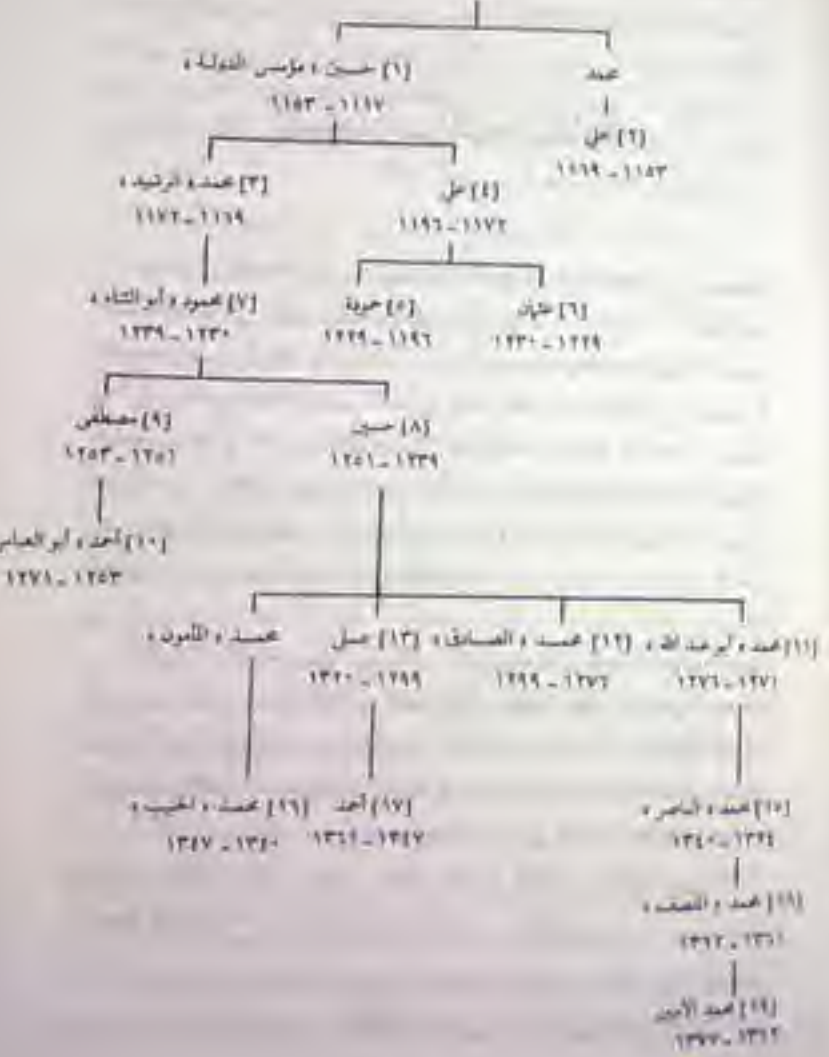 محمد
[١] حسين « مؤسس الدولة »
١١١٧ - ١١٥٣
[٢] علي
١١٥٣ - ١١٦٩
[٤] علي
١١٧٢ - ١١٩٦
[٣] محمد « الرشيد »
١١٦٩ - ١١٧٢
[٦] عثمان
١٢٢٩ - ١٢٣٠
[٥] حمودة
١١٩٦ - ١٢٢٩
[٧] محمود « أبو الثناء »
١٢٣٠ - ١٢٣٩
[٨] حسين
١٢٣٩ - ١٢٥١
[٩] مصطفى
١٢٥١ - ١٢٥٣
[١٠] أحمد « أبو العباس
١٢٥٣ - ١٢٧١
[١١] محمد « أبو عبد الله » [١٢] محمد « الصادق » [١٣] علي محمد « المأمون »
١٢٧١ - ١٢٧٦ ١٢٧٦ - ١٢٩٩ ١٢٩٩ - ١٣٢٠
[١٥] محمد « الناصر » [١٧] أحمد [١٦] محمد « الحبيب »
١٣٢٤ - ١٣٤٠ ١٣٤٧ - ١٣٦١ ١٣٤٠ - ١٣٤٧
[١٨] محمد « المنصف »
١٣٦١ - ١٣٦٢
[١٩] محمد الأمين
١٣٦٢ - ١٣٧٧